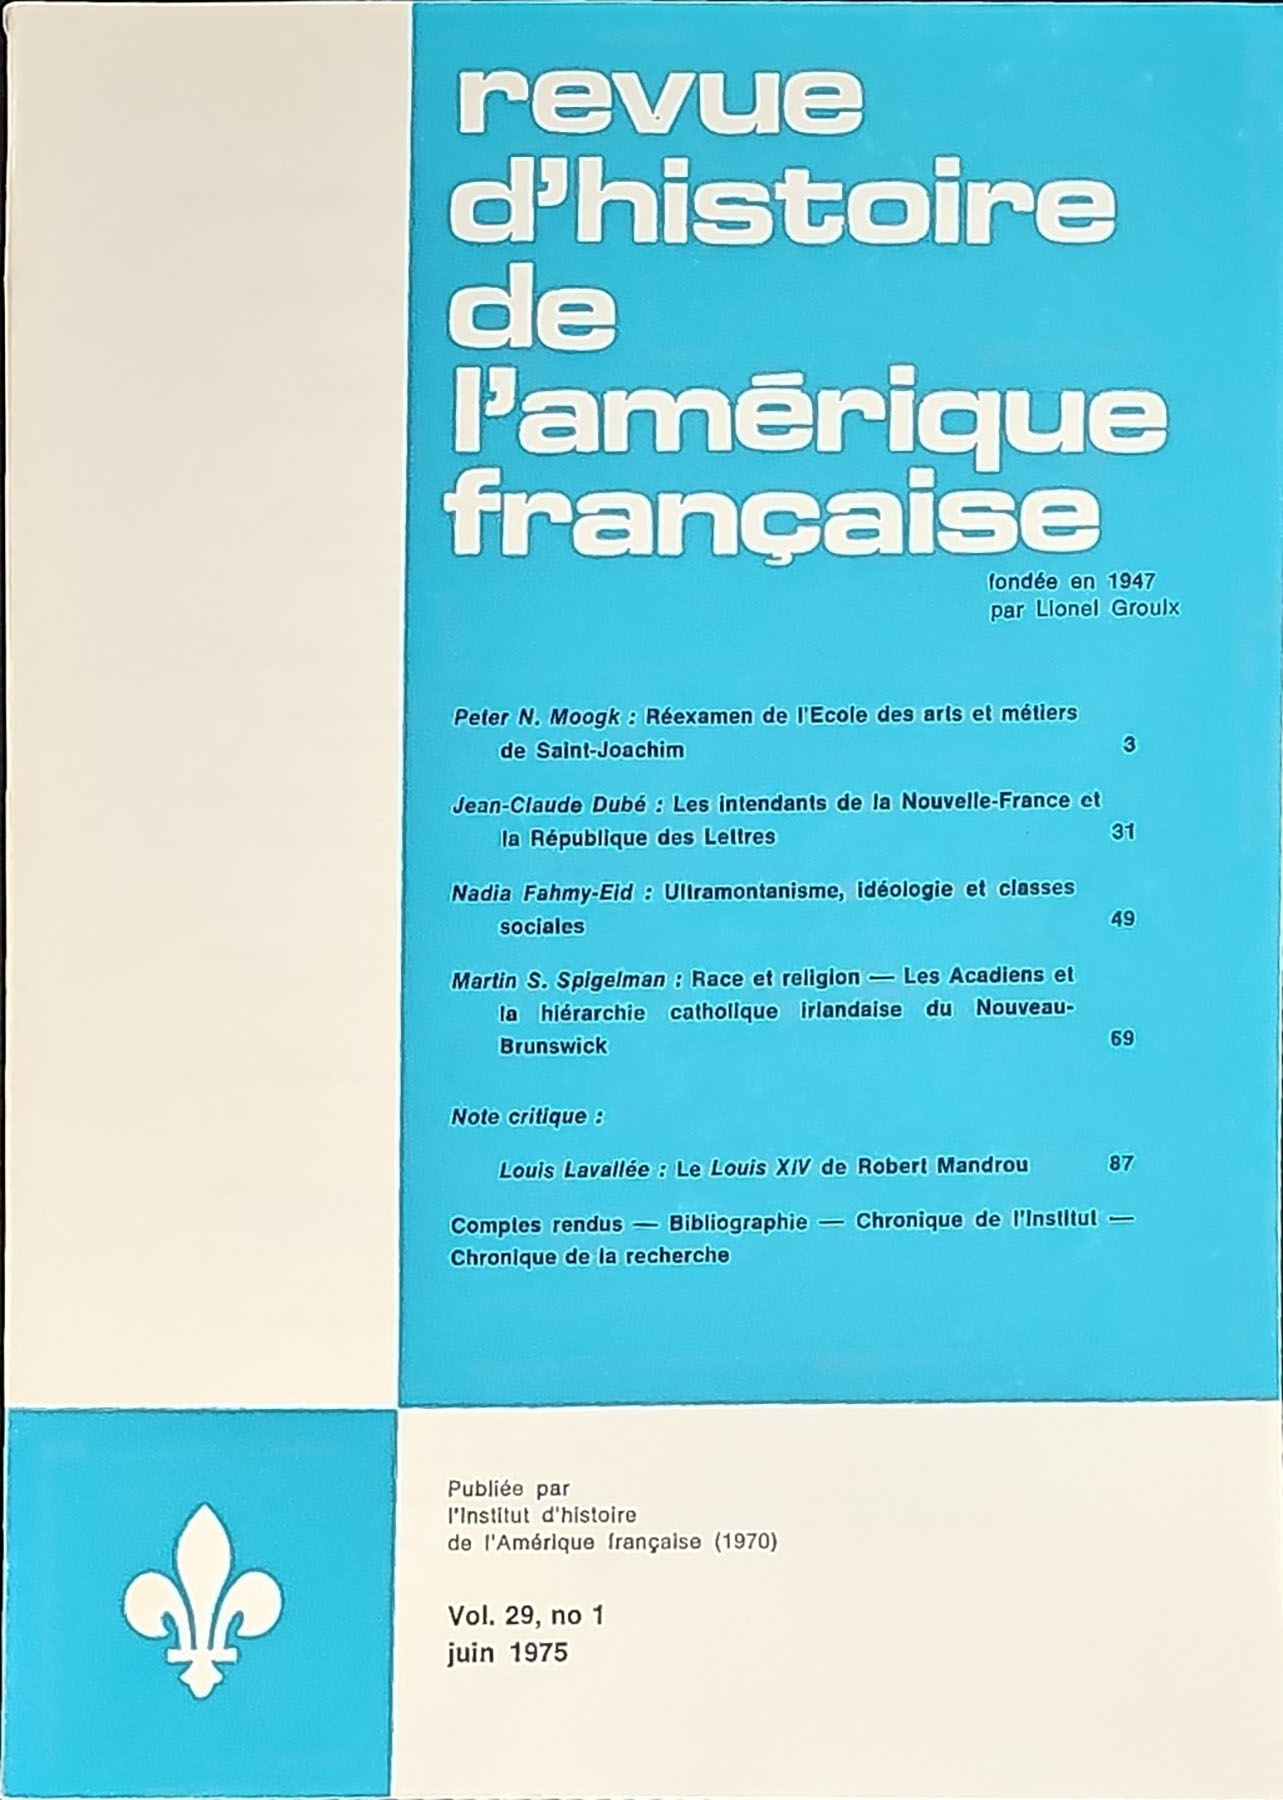 revue
d'histoire
de
l'amérique
française
fondée en 1947
par Lionel Groulx
Peter N. Moogk : Réexamen de l'Ecole des arts et métiers
de Saint-Joachim 3
Jean-Claude Dubé : Les intendants de la Nouvelle-France et
la République des Lettres 31
Nadia Fahmy-Eid : Ultramontanisme, idéologie et classes
sociales 49
Martin S. Spigelman : Race et religion — Les Acadiens et
la hiérarchie catholique irlandaise du Nouveau-
Brunswick 69
Note critique :
Louis Lavallée : Le Louis XIV de Robert Mandrou 87
Comptes rendus — Bibliographie — Chronique de l'Institut —
Chronique de la recherche
Publiée par
l'Institut d'histoire
de l'Amérique française (1970)
Vol. 29, no 1
juin 1975